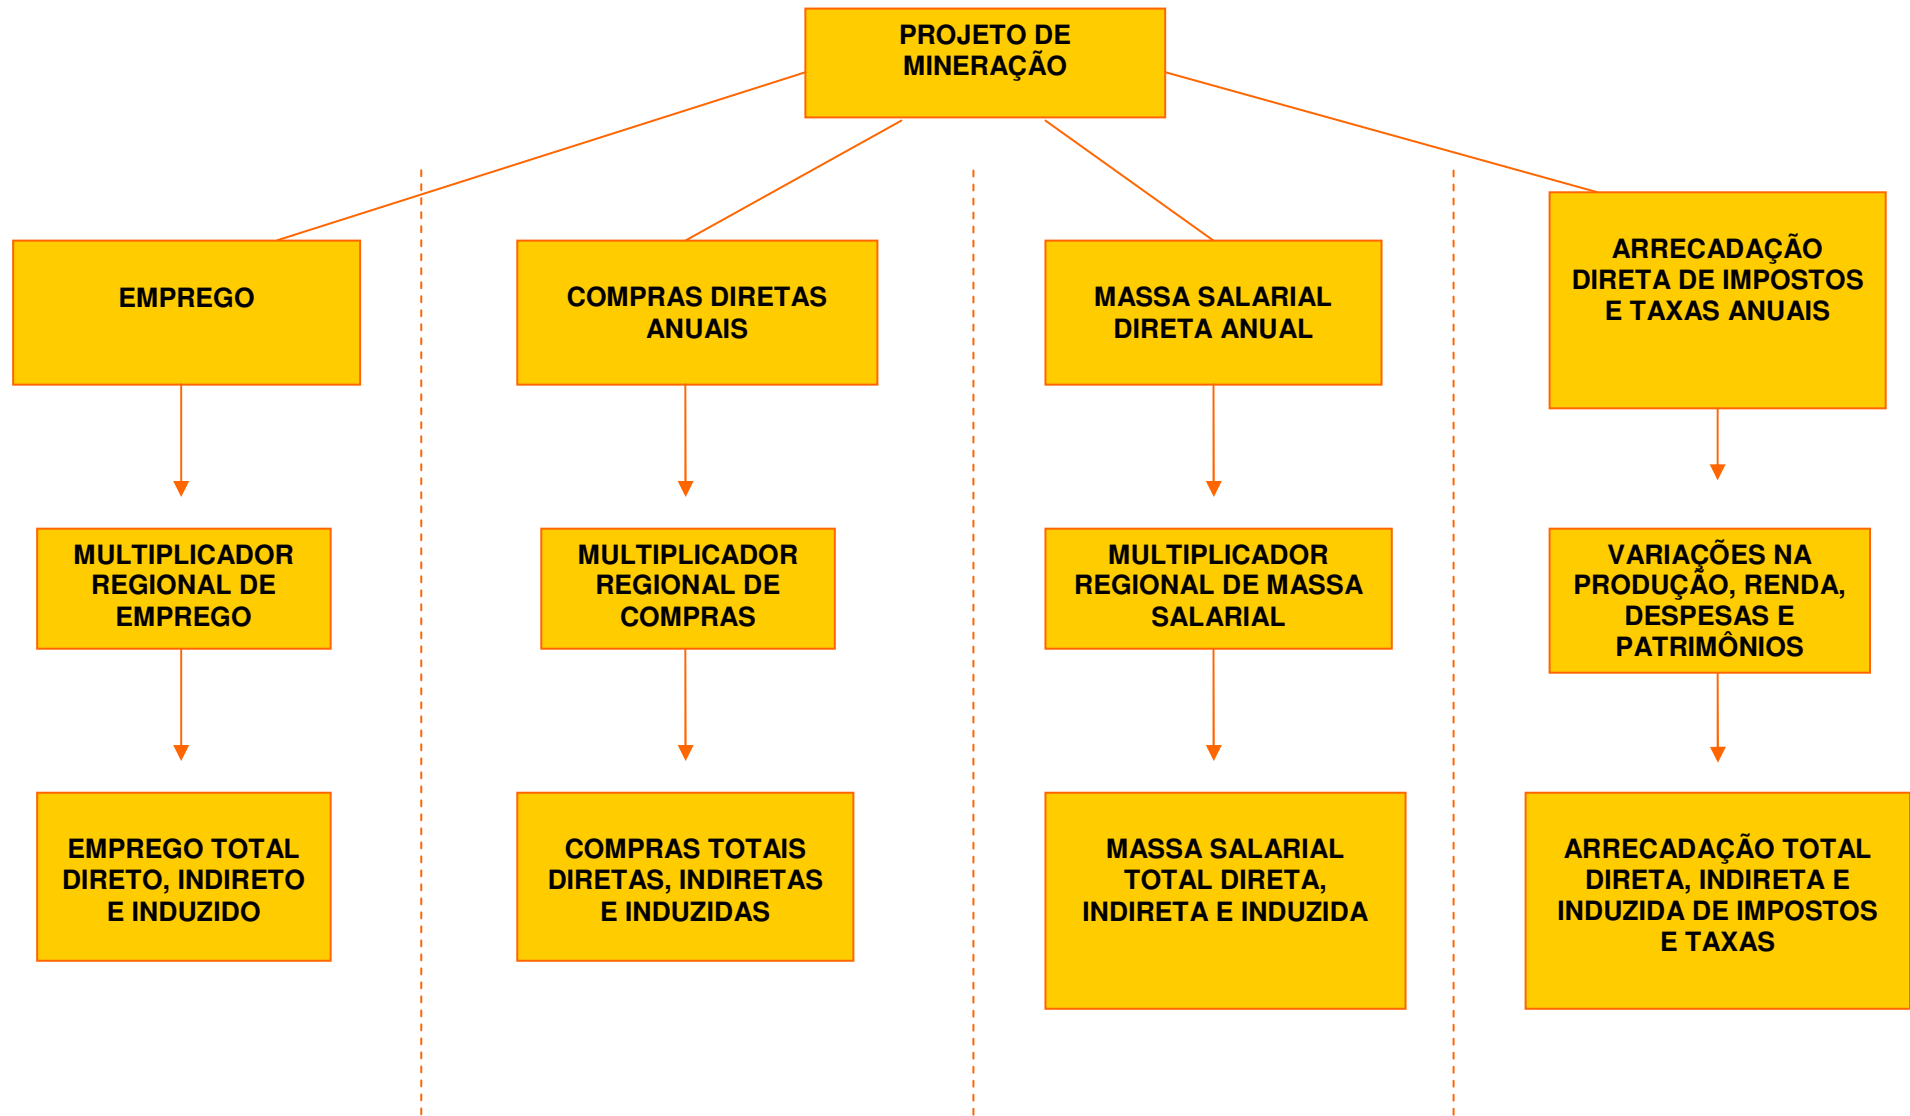 PROJETO DE
MINERAÇÃO
EMPREGO
COMPRAS DIRETAS
ANUAIS
MASSA SALARIAL
DIRETA ANUAL
ARRECADAÇÃO
DIRETA DE IMPOSTOS
E TAXAS ANUAIS
MULTIPLICADOR
REGIONAL DE
EMPREGO
MULTIPLICADOR
REGIONAL DE
COMPRAS
MULTIPLICADOR
REGIONAL DE MASSA
SALARIAL
VARIAÇÕES NA
PRODUÇÃO, RENDA,
DESPESAS E
PATRIMÔNIOS
EMPREGO TOTAL
DIRETO, INDIRETO
E INDUZIDO
COMPRAS TOTAIS
DIRETAS, INDIRETAS
E INDUZIDAS
MASSA SALARIAL
TOTAL DIRETA,
INDIRETA E INDUZIDA
ARRECADAÇÃO TOTAL
DIRETA, INDIRETA E
INDUZIDA DE IMPOSTOS
E TAXAS